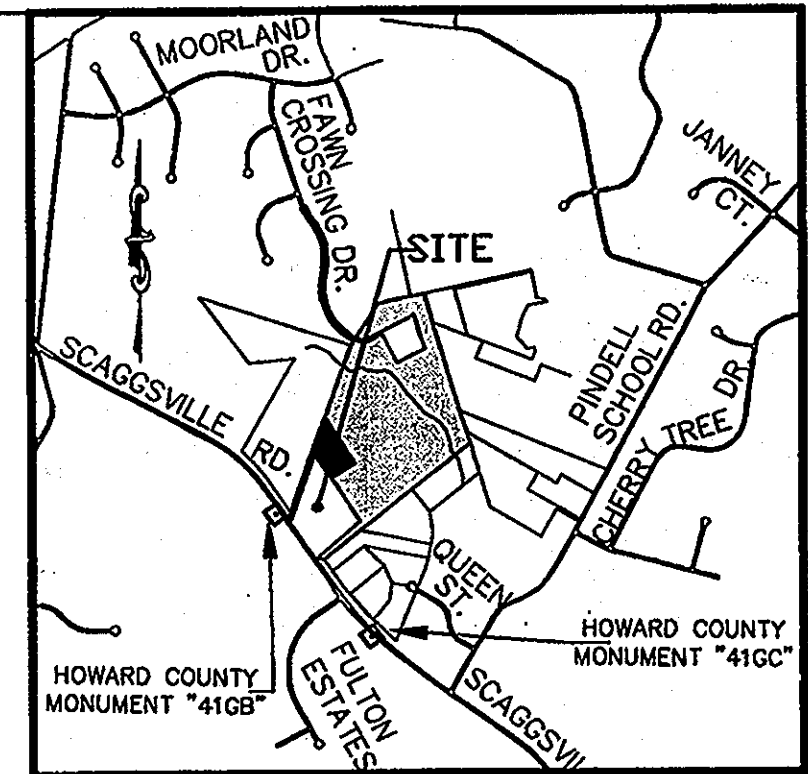 MOORLAND
DR.
FAWN
CROSSING DR.
JANNEY
CT.
SITE
SCAGGSVILLE
RD.
PINDELL
SCHOOL RD.
CHERRY TREE DR.
QUEEN
ST.
HOWARD COUNTY
MONUMENT "41GC"
HOWARD COUNTY
MONUMENT "41GB"
FULTON
ESTATES
SCAGGSVIL